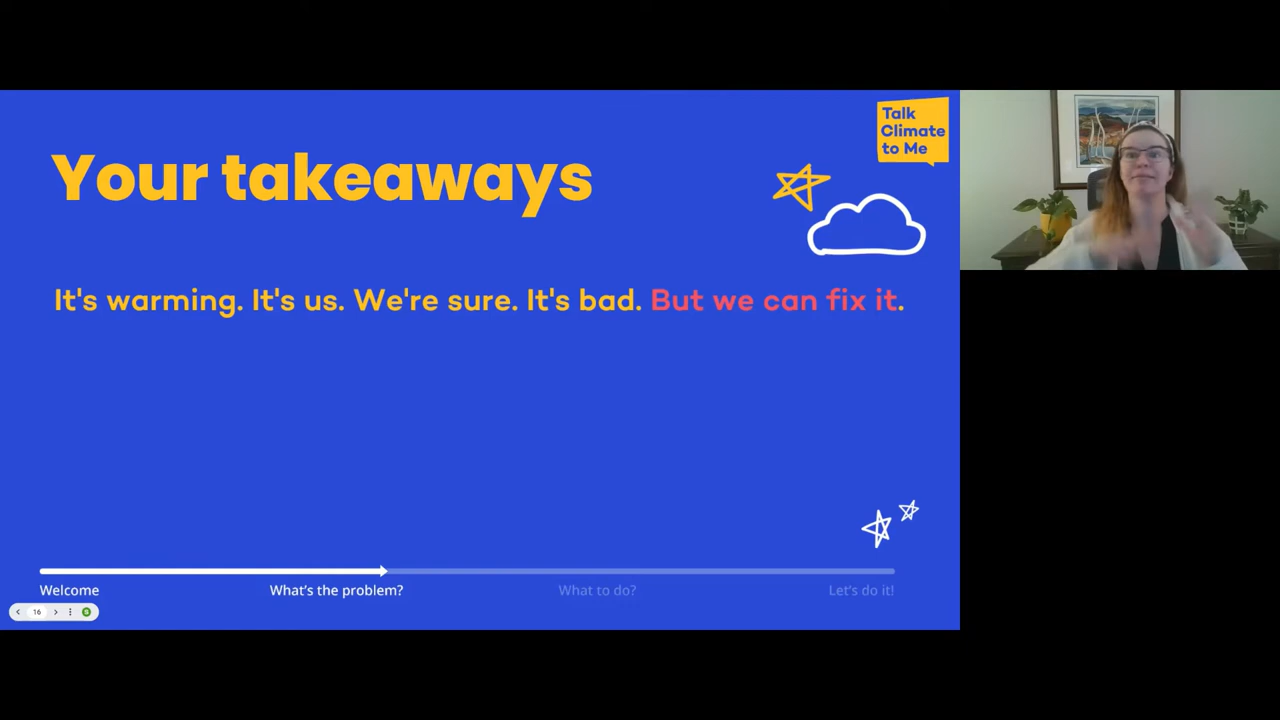 Talk
Climate
to Me
Your takeaways
It's warming. It's us. We're sure. It's bad. But we can fix it.
Welcome
What's the problem?
What to do?
Let's do it!
16